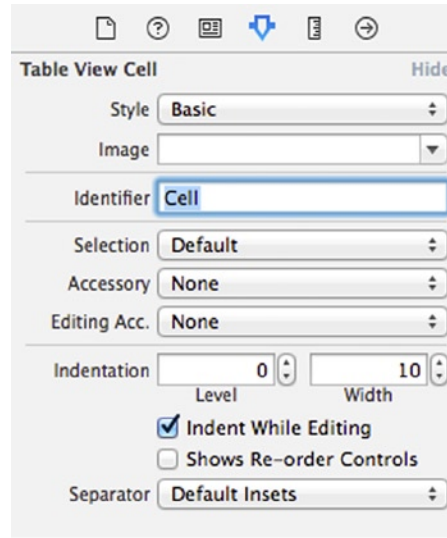 Table View Cell Hide
Style Basic
Image
Identifier Cell
Selection Default
Accessory None
Editing Acc. None
Indentation 0 10
Level Width
Indent While Editing
Shows Re-order Controls
Separator Default Insets